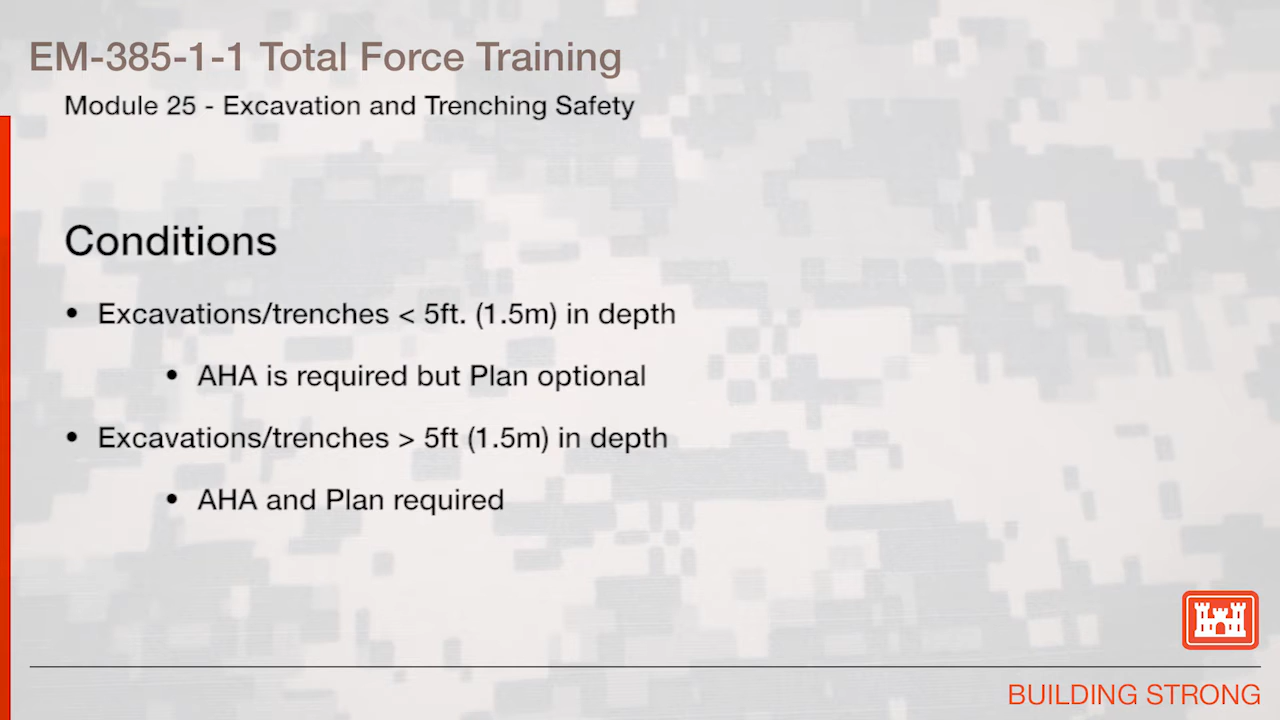 EM-385-1-1 Total Force Training
Module 25 - Excavation and Trenching Safety
Conditions
• Excavations/trenches < 5ft. (1.5m) in depth
• AHA is required but Plan optional
• Excavations/trenches > 5ft (1.5m) in depth
• AHA and Plan required
BUILDING STRONG